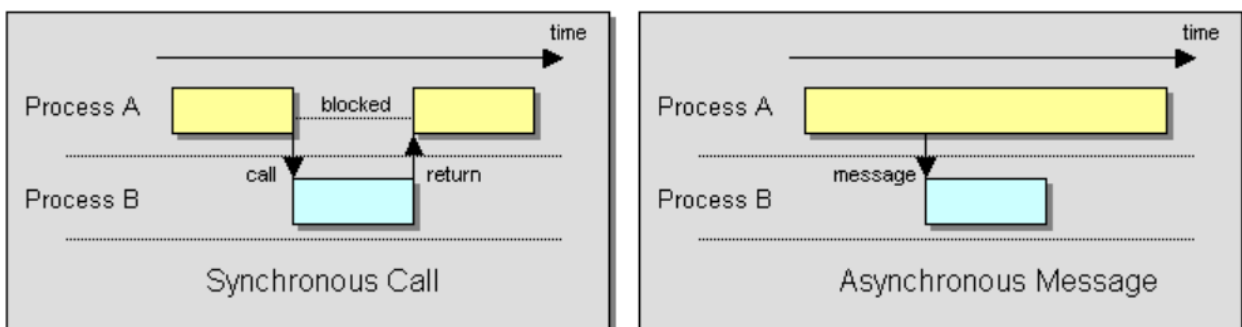 time
Process A
blocked
call
return
Process B
Synchronous Call
time
Process A
message
Process B
Asynchronous Message